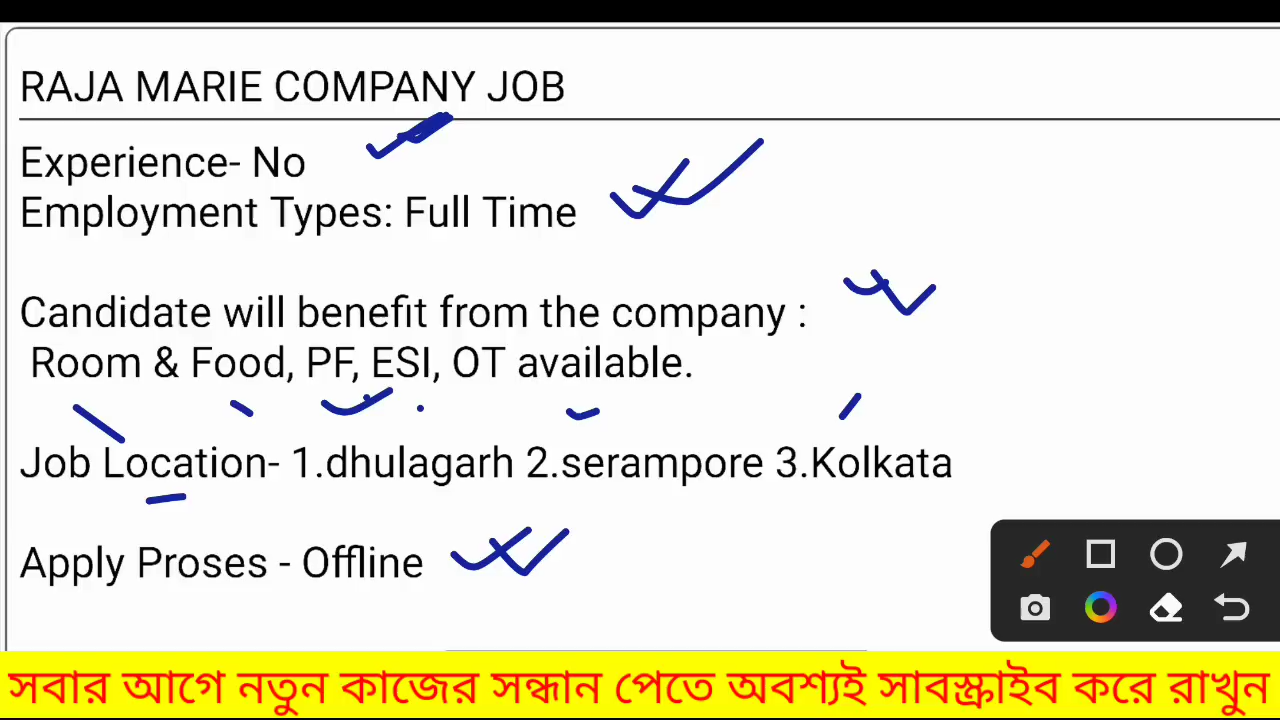 RAJA MARIE COMPANY JOB
Experience- No
Employment Types: Full Time
Candidate will benefit from the company :
Room & Food, PF, ESI, OT available.
Job Location- 1.dhulagarh 2.serampore 3.Kolkata
Apply Proses - Offline
সবার আগে নতুন কাজের সন্ধান পেতে অবশ্যই সাবস্ক্রাইব করে রাখুন